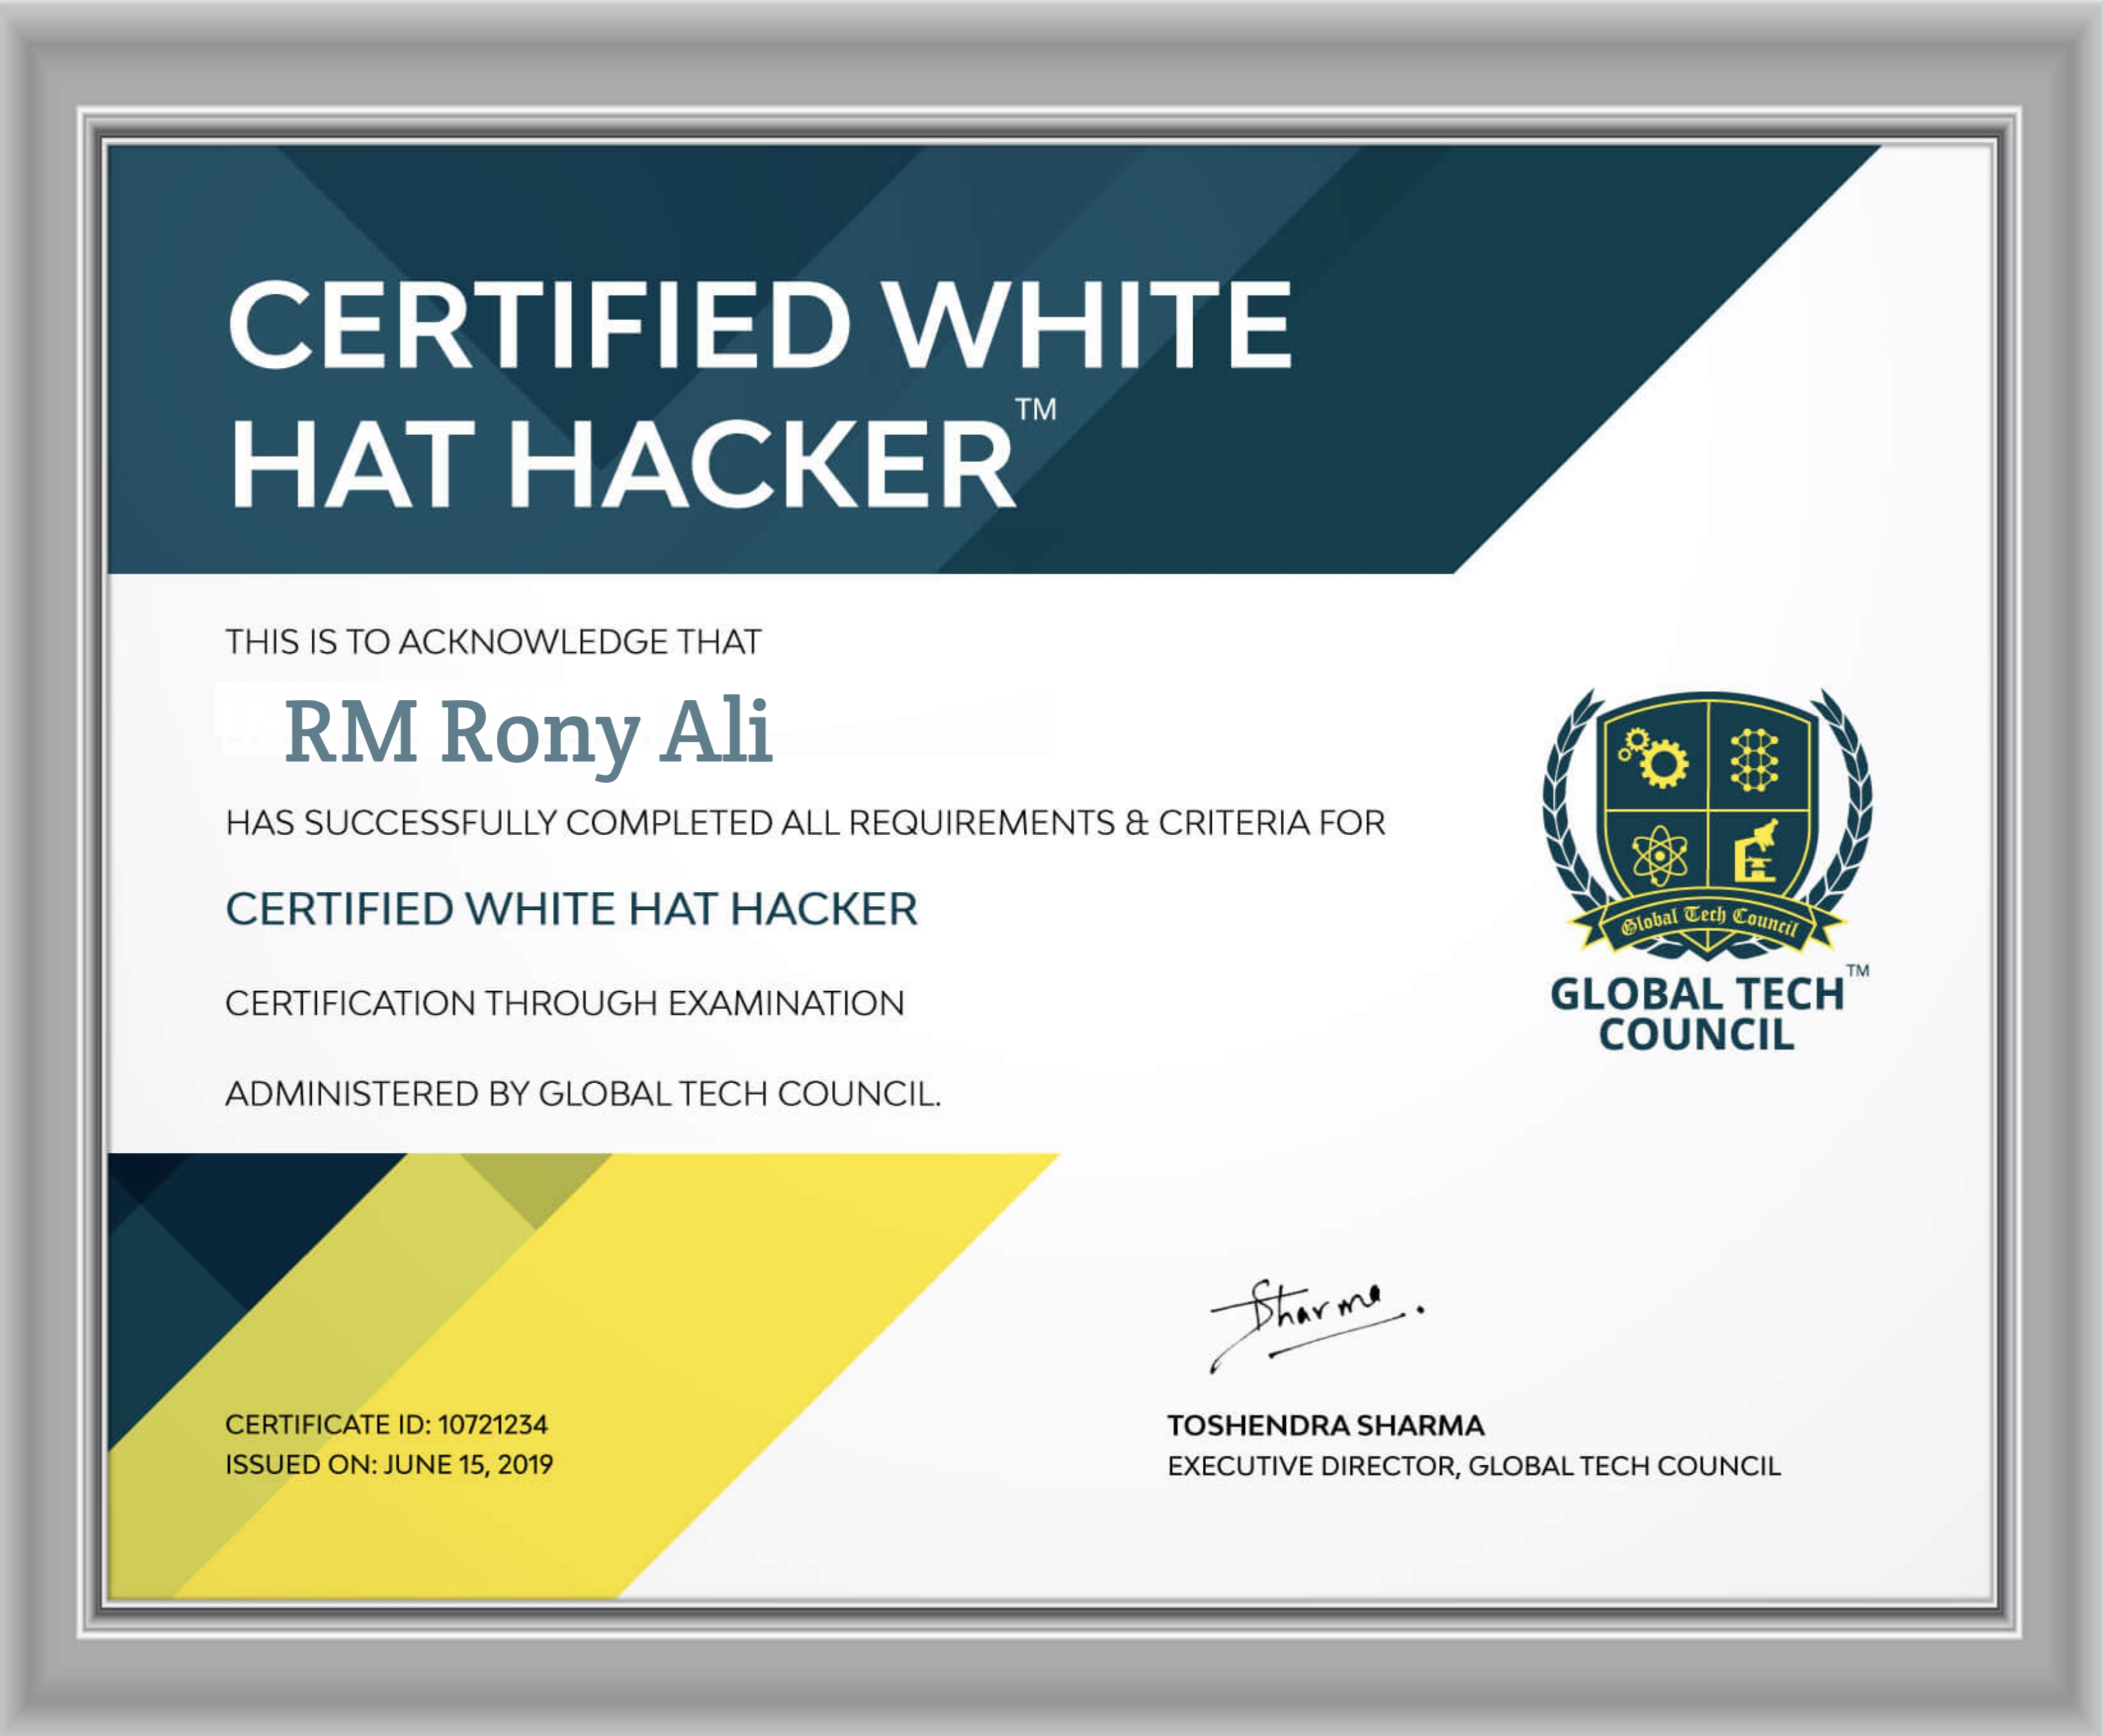 CERTIFIED WHITE
HAT HACKER™
THIS IS TO ACKNOWLEDGE THAT
RM Rony Ali
HAS SUCCESSFULLY COMPLETED ALL REQUIREMENTS & CRITERIA FOR
CERTIFIED WHITE HAT HACKER
CERTIFICATION THROUGH EXAMINATION
ADMINISTERED BY GLOBAL TECH COUNCIL.
Global Tech Council
GLOBAL TECH™
COUNCIL
Sharma
CERTIFICATE ID: 10721234
ISSUED ON: JUNE 15, 2019
TOSHENDRA SHARMA
EXECUTIVE DIRECTOR, GLOBAL TECH COUNCIL